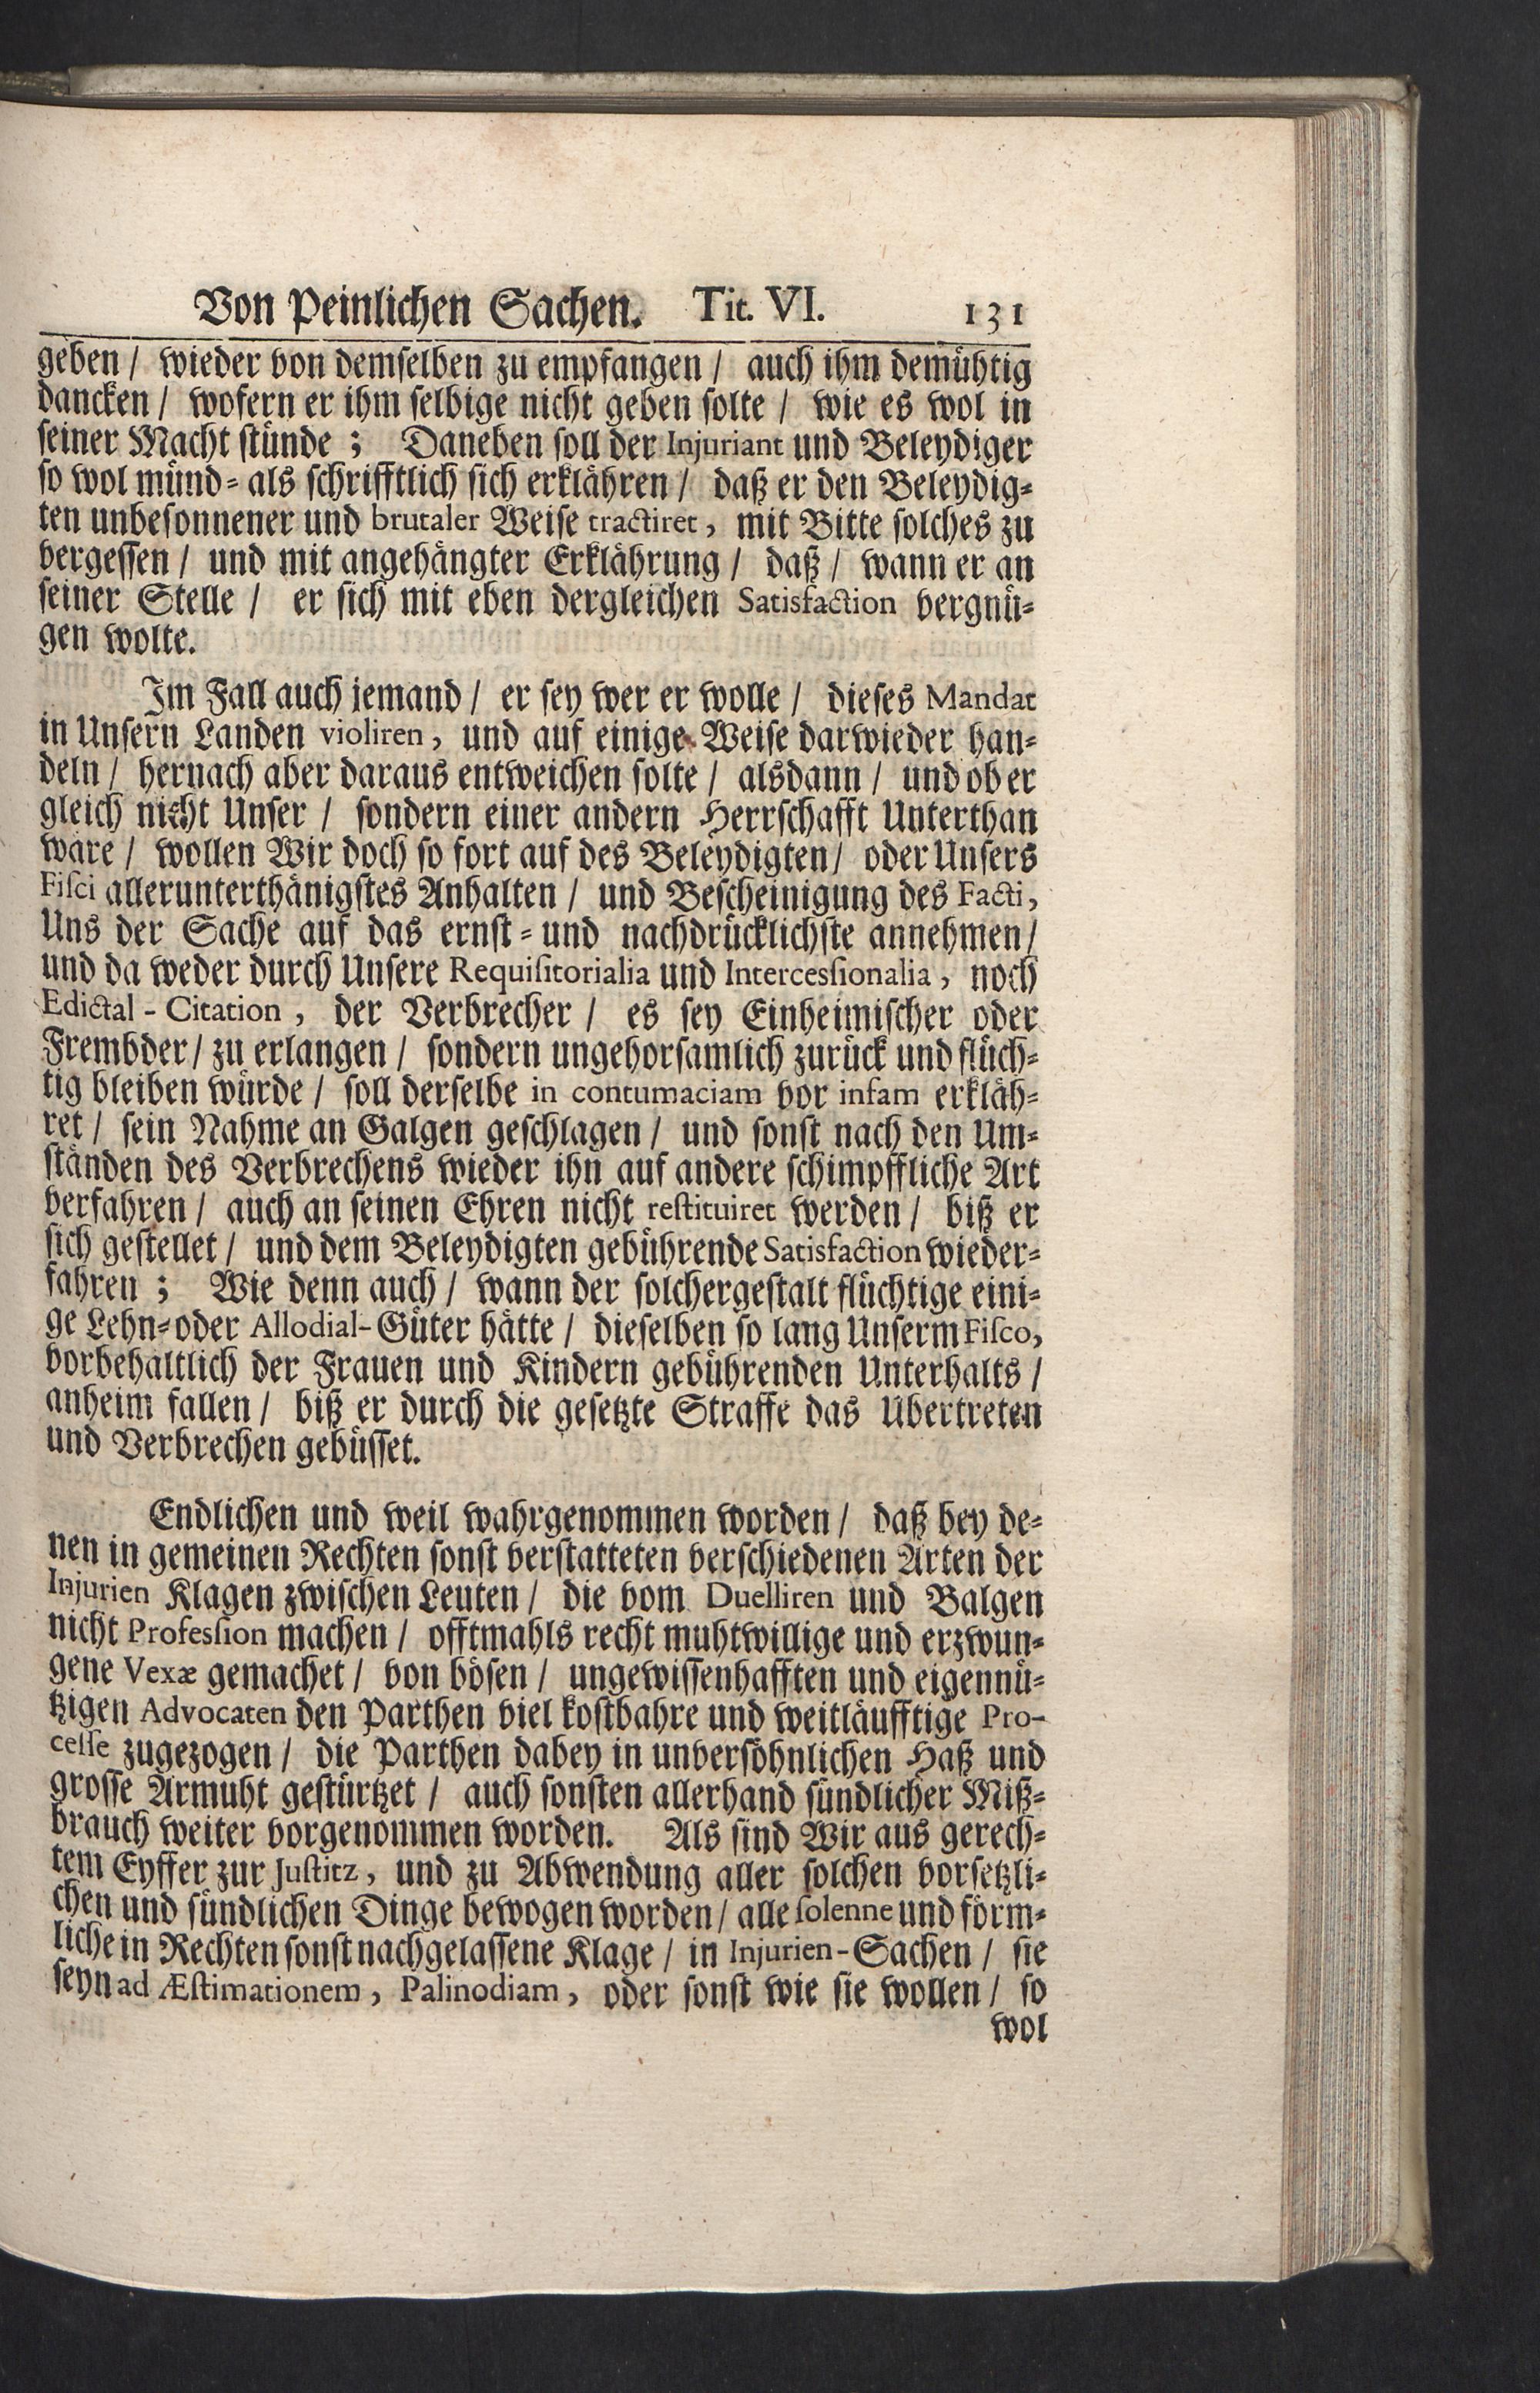 Von Peinlichen Sachen. Tit. VI. 131
geben / wieder von demselben zu empfangen / auch ihm demühtig
dancken / wofern er ihm selbige nicht geben solte / wie es wol in
seiner Macht stünde ; Daneben soll der Injuriant und Beleydiger
so wol münd- als schrifftlich sich erklähren / daß er den Beleydig-
ten unbesonnener und brutaler Weise tractiret, mit Bitte solches zu
vergessen / und mit angehängter Erklährung / daß / wann er an
seiner Stelle / er sich mit eben dergleichen Satisfaction vergnü-
gen wolte.
Im Fall auch jemand / er sey wer er wolle / dieses Mandat
in Unsern Landen violiren, und auf einige Weise darwieder han-
deln / hernach aber daraus entweichen solte / alsdann / und ob er
gleich nicht Unser / sondern einer andern Herrschafft Unterthan
wäre / wollen Wir doch so fort auf des Beleydigten / oder Unsers
Fisci allerunterthänigstes Anhalten / und Bescheinigung des Facti,
Uns der Sache auf das ernst- und nachdrücklichste annehmen /
und da weder durch Unsere Requisitorialia und Intercessionalia, noch
Edictal-Citation, der Verbrecher / es sey Einheimischer oder
Frembder / zu erlangen / sondern ungehorsamlich zurück und flüch-
tig bleiben würde / soll derselbe in contumaciam vor infam erkläh-
ret / sein Nahme an Galgen geschlagen / und sonst nach den Um-
ständen des Verbrechens wieder ihn auf andere schimpffliche Art
verfahren / auch an seinen Ehren nicht restituiret werden / biß er
sich gestellet / und dem Beleydigten gebührende Satisfaction wieder-
fahren ; Wie denn auch / wann der solchergestalt flüchtige eini-
ge Lehn- oder Allodial-Güter hätte / dieselben so lang Unserm Fisco,
vorbehältlich der Frauen und Kindern gebührenden Unterhalts /
anheim fallen / biß er durch die gesetzte Straffe das Übertreten
und Verbrechen gebüsset.
Endlichen und weil wahrgenommen worden / daß bey de-
nen in gemeinen Rechten sonst verstatteten verschiedenen Arten der
Injurien Klagen zwischen Leuten / die vom Duelliren und Balgen
nicht Profession machen / offtmahls recht muhtwillige und erzwun-
gene Vexæ gemachet / von bösen / ungewissenhafften und eigennü-
tzigen Advocaten den Parthen viel kostbahre und weitläufftige Pro-
cesse zugezogen / die Parthen dabey in unversöhnlichen Haß und
grosse Armuht gestürtzet / auch sonsten allerhand sündlicher Miß-
brauch weiter vorgenommen worden. Als sind Wir aus gerech-
tem Eyffer zur Justitz, und zu Abwendung aller solchen vorsetzli-
chen und sündlichen Dinge bewogen worden / alle solenne und förm-
liche in Rechten sonst nachgelassene Klage / in Injurien-Sachen / sie
seyn ad Æstimationem, Palinodiam, oder sonst wie sie wollen / so
wol